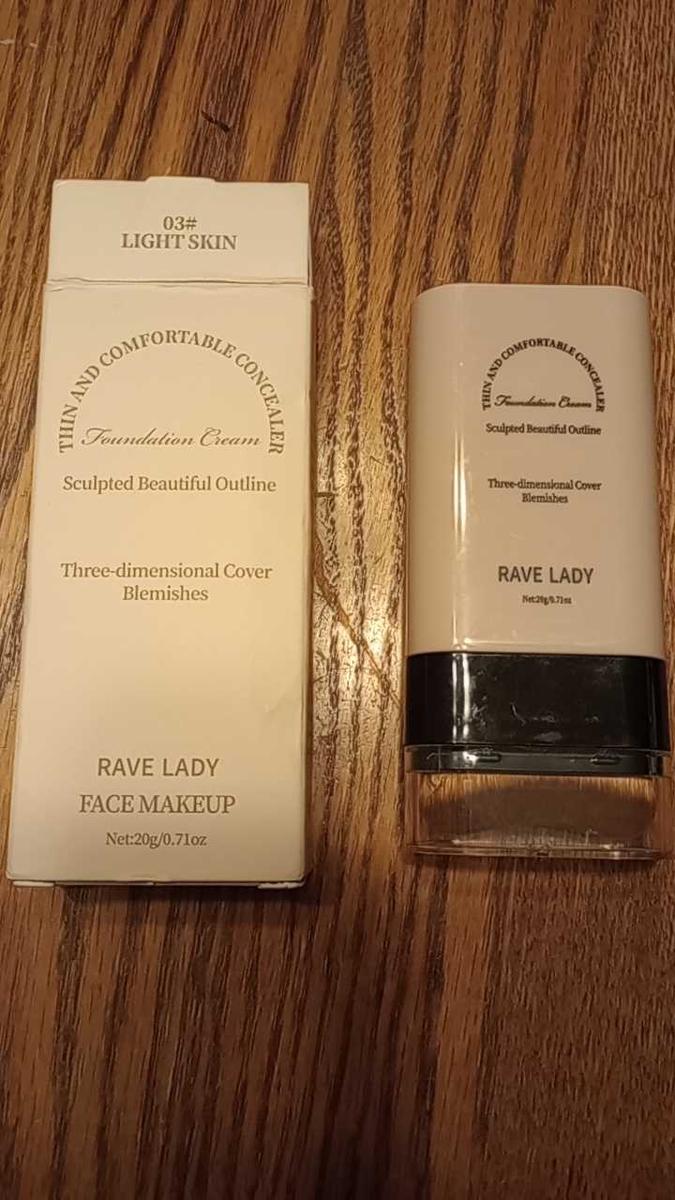 03#
LIGHT SKIN
THIN AND COMFORTABLE CONCEALER
Foundation Cream
Sculpted Beautiful Outline
Three-dimensional Cover
Blemishes
RAVE LADY
FACE MAKEUP
Net:20g/0.71oz
THIN AND COMFORTABLE CONCEALER
Foundation Cream
Sculpted Beautiful Outline
Three-dimensional Cover
Blemishes
RAVE LADY
Net:20g/0.71oz